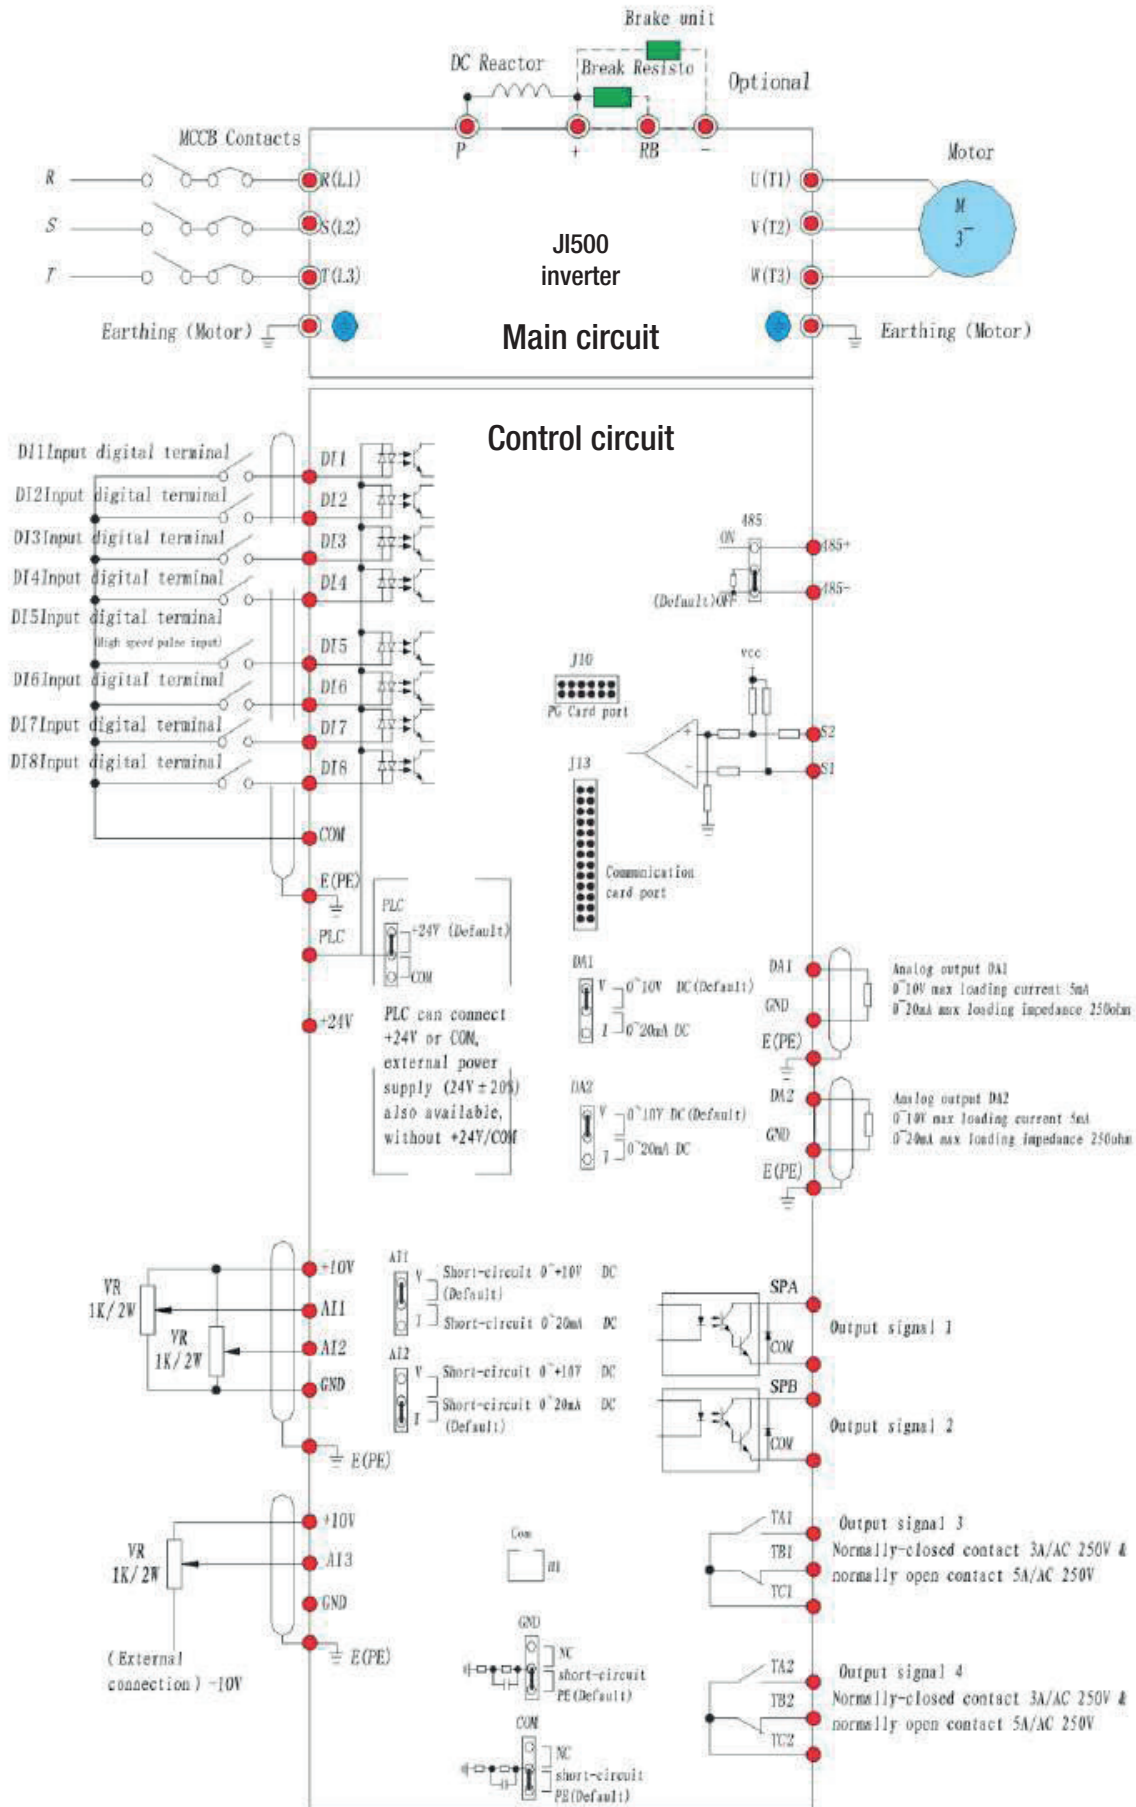 Brake unit
DC Reactor
Break Resisto
Optional
MCCB Contacts
P
+
RB
-
Motor
R
R(L1)
U(T1)
M
3~
S
S(L2)
V(T2)
T
T(L3)
W(T3)
JI500
inverter
Earthing (Motor)
Main circuit
Earthing (Motor)
Control circuit
DI1Input digital terminal
DI1
DI2Input digital terminal
DI2
DI3Input digital terminal
DI3
DI4Input digital terminal
DI4
DI5Input digital terminal
(High speed pulse input)
DI5
DI6Input digital terminal
DI6
DI7Input digital terminal
DI7
DI8Input digital terminal
DI8
COM
E(PE)
PLC
+24V
485
ON
485+
(Default)OFF
485-
J10
PG Card port
vcc
S2
S1
J13
Communication
card port
PLC
+24V (Default)
COM
PLC can connect
+24V or COM,
external power
supply (24V±20%)
also available,
without +24V/COM
DA1
V
0~10V DC(Default)
I
0~20mA DC
DA1
GND
E(PE)
Analog output DA1
0~10V max loading current 5mA
0~20mA max loading impedance 250ohm
DA2
V
0~10V DC(Default)
I
0~20mA DC
DA2
GND
E(PE)
Analog output DA2
0~10V max loading current 5mA
0~20mA max loading impedance 250ohm
VR
1K/2W
VR
1K/2W
+10V
AI1
AI2
GND
E(PE)
AI1
V
Short-circuit 0~+10V DC
(Default)
I
Short-circuit 0~20mA DC
AI2
V
Short-circuit 0~+10V DC
I
Short-circuit 0~20mA DC
(Default)
SPA
COM
Output signal 1
SPB
COM
Output signal 2
VR
1K/2W
+10V
AI3
GND
E(PE)
(External
connection) -10V
Com
GND
NC
short-circuit
PE(Default)
COM
NC
short-circuit
PE(Default)
TA1
TB1
TC1
Output signal 3
Normally-closed contact 3A/AC 250V &
normally open contact 5A/AC 250V
TA2
TB2
TC2
Output signal 4
Normally-closed contact 3A/AC 250V &
normally open contact 5A/AC 250V